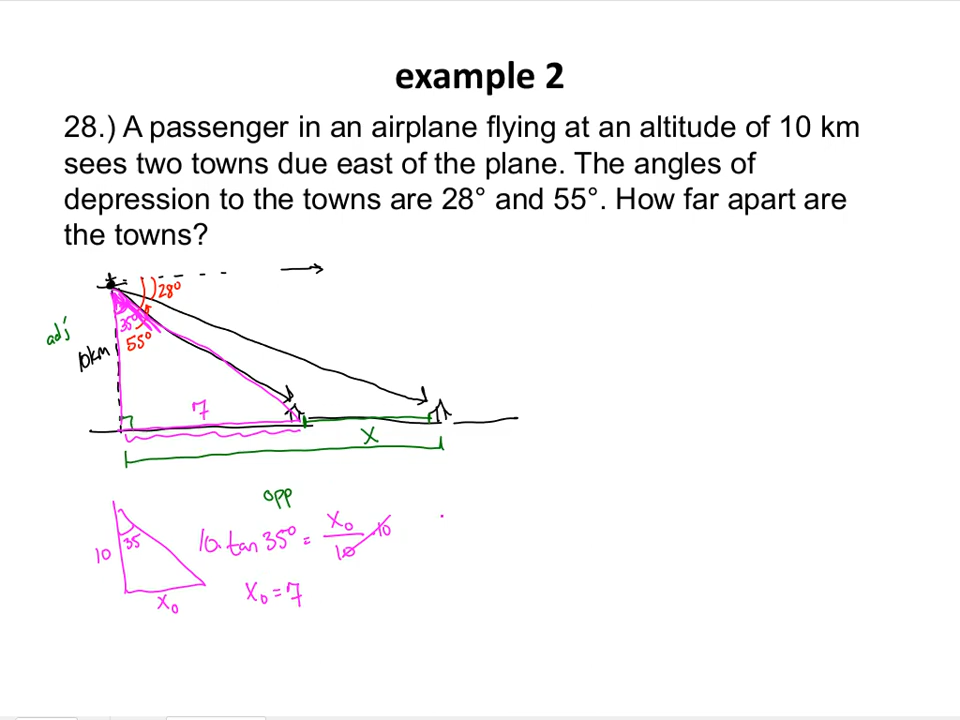 example 2
28.) A passenger in an airplane flying at an altitude of 10 km
sees two towns due east of the plane. The angles of
depression to the towns are 28° and 55°. How far apart are
the towns?
28°
35°
55°
adj
10km
7
X
opp
10
35
X₀
10 · tan 35° = X₀/10 · 10
X₀ = 7